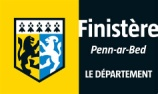 Finistère
Penn-ar-Bed
LE DÉPARTEMENT